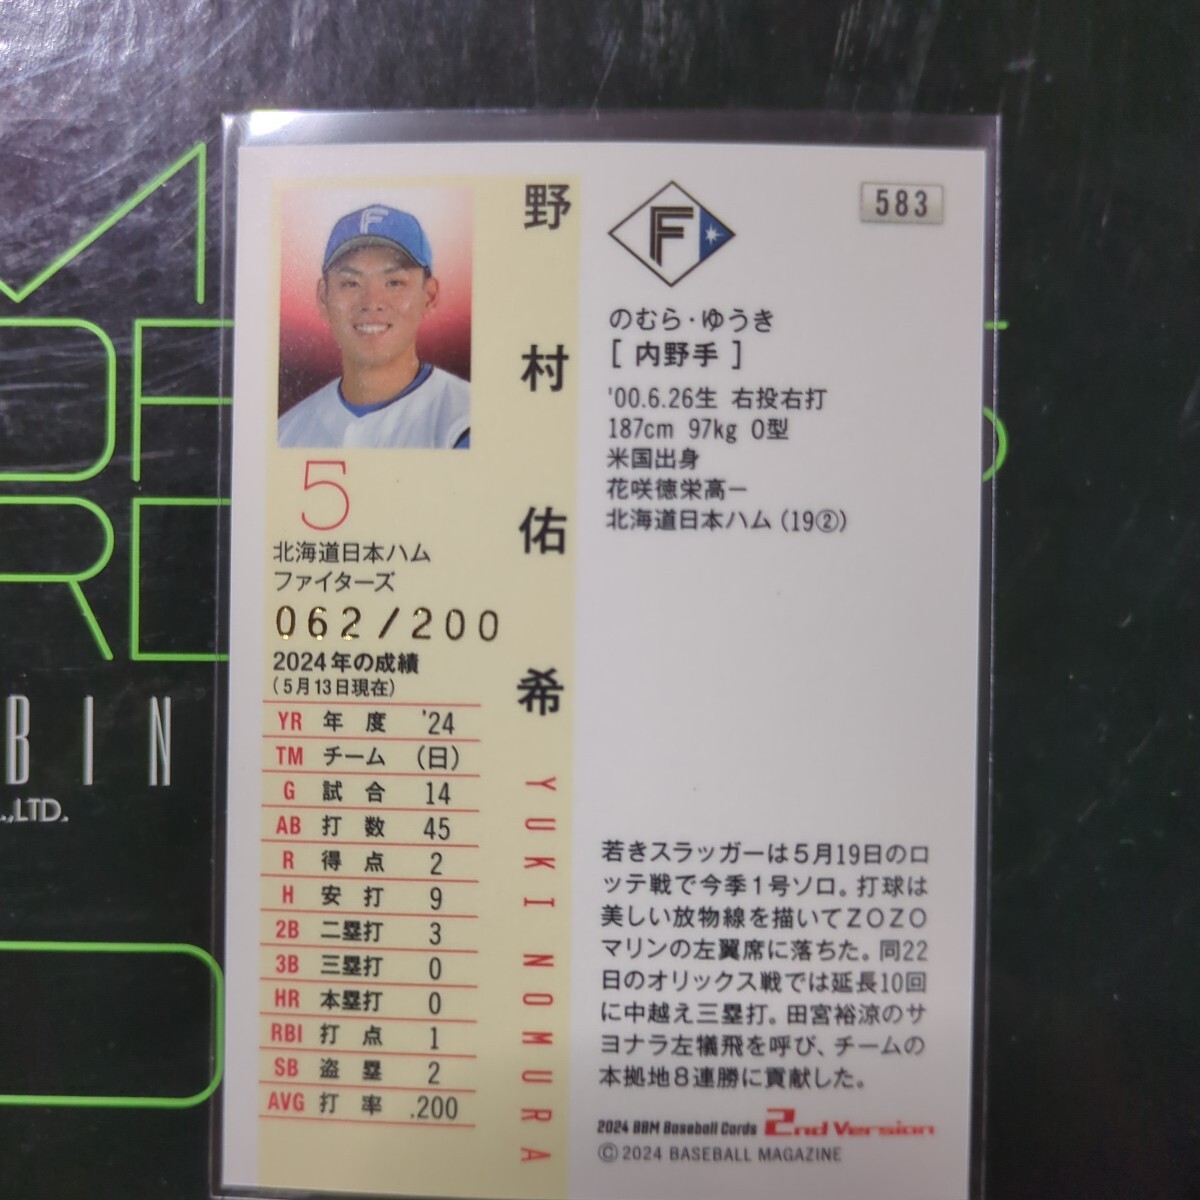 野村佑希
YUKI NOMURA
5
北海道日本ハム
ファイターズ
062/200
2024年の成績
(5月13日現在)
YR 年度 '24
TM チーム (日)
G 試合 14
AB 打数 45
R 得点 2
H 安打 9
2B 二塁打 3
3B 三塁打 0
HR 本塁打 0
RBI 打点 1
SB 盗塁 2
AVG 打率 .200
F
583
のむら・ゆうき
[ 内野手 ]
'00.6.26生 右投右打
187cm 97kg O型
米国出身
花咲徳栄高ー
北海道日本ハム (19②)
若きスラッガーは5月19日のロ
ッテ戦で今季1号ソロ。打球は
美しい放物線を描いてZOZO
マリンの左翼席に落ちた。同22
日のオリックス戦では延長10回
に中越え三塁打。田宮裕涼のサ
ヨナラ左犠飛を呼び、チームの
本拠地8連勝に貢献した。
2024 BBM Baseball Cards 2nd Version
© 2024 BASEBALL MAGAZINE
BIN
.,LTD.